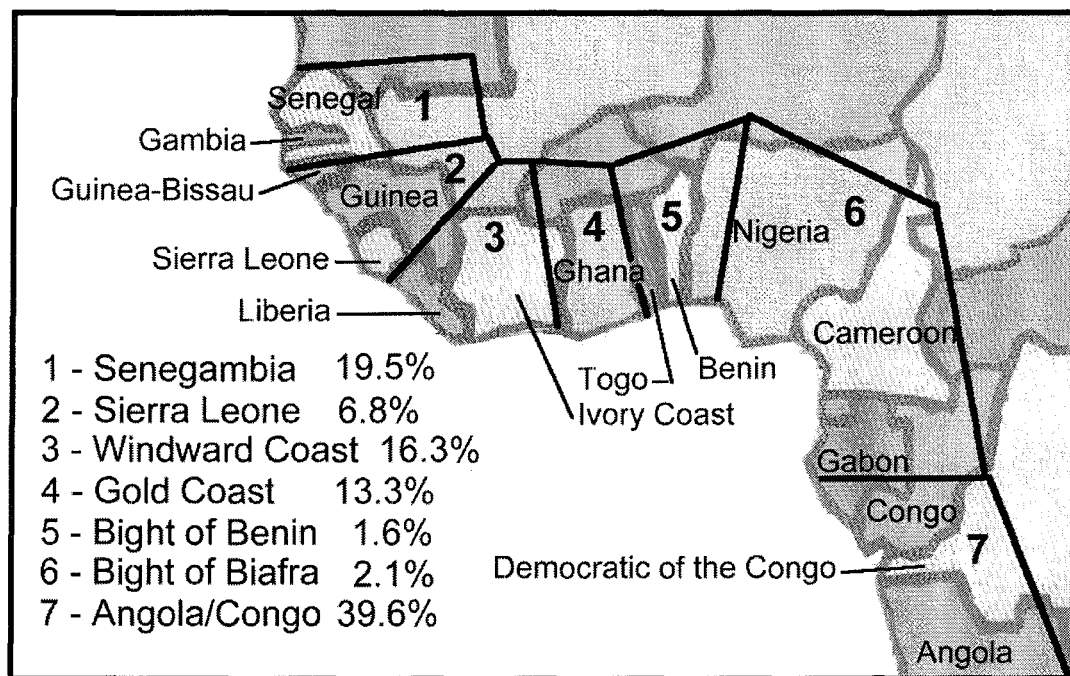 Senegal
1
Gambia
Guinea-Bissau
2
Guinea
Sierra Leone
3
Liberia
4
Ghana
5
Nigeria
6
Cameroon
Togo
Benin
Ivory Coast
Gabon
Congo
Democratic of the Congo
7
Angola
1 - Senegambia 19.5%
2 - Sierra Leone 6.8%
3 - Windward Coast 16.3%
4 - Gold Coast 13.3%
5 - Bight of Benin 1.6%
6 - Bight of Biafra 2.1%
7 - Angola/Congo 39.6%